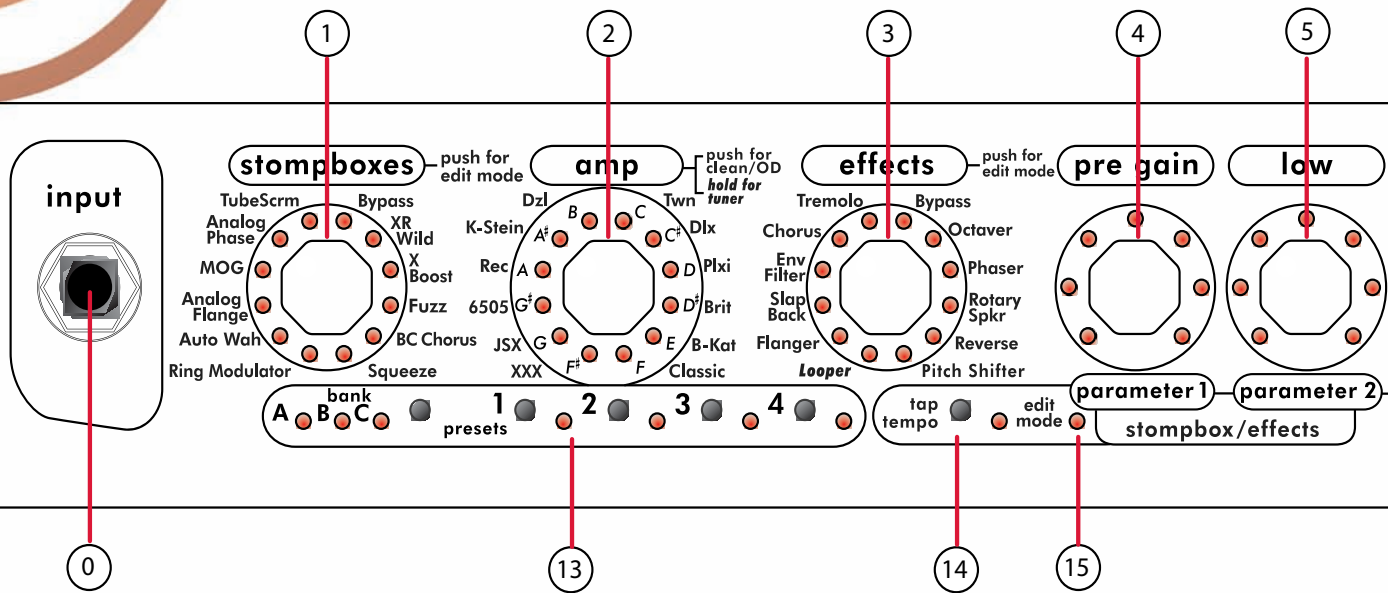 1
2
3
4
5
input
stompboxes
push for
edit mode
TubeScrm
Bypass
Analog
Phase
XR
Wild
MOG
X
Boost
Analog
Flange
Fuzz
Auto Wah
BC Chorus
Ring Modulator
Squeeze
amp
push for
clean/OD
hold for
tuner
Dzl
Twn
K-Stein
Dlx
Rec
Plxi
6505
Brit
JSX
B-Kat
XXX
Classic
B
C
A♯
C♯
A
D
G♯
D♯
G
E
F♯
F
effects
push for
edit mode
Tremolo
Bypass
Chorus
Octaver
Env
Filter
Phaser
Slap
Back
Rotary
Spkr
Flanger
Reverse
Looper
Pitch Shifter
pre gain
low
bank
A B C
presets
1 2 3 4
tap
tempo
edit
mode
parameter 1
parameter 2
stompbox/effects
0
13
14
15